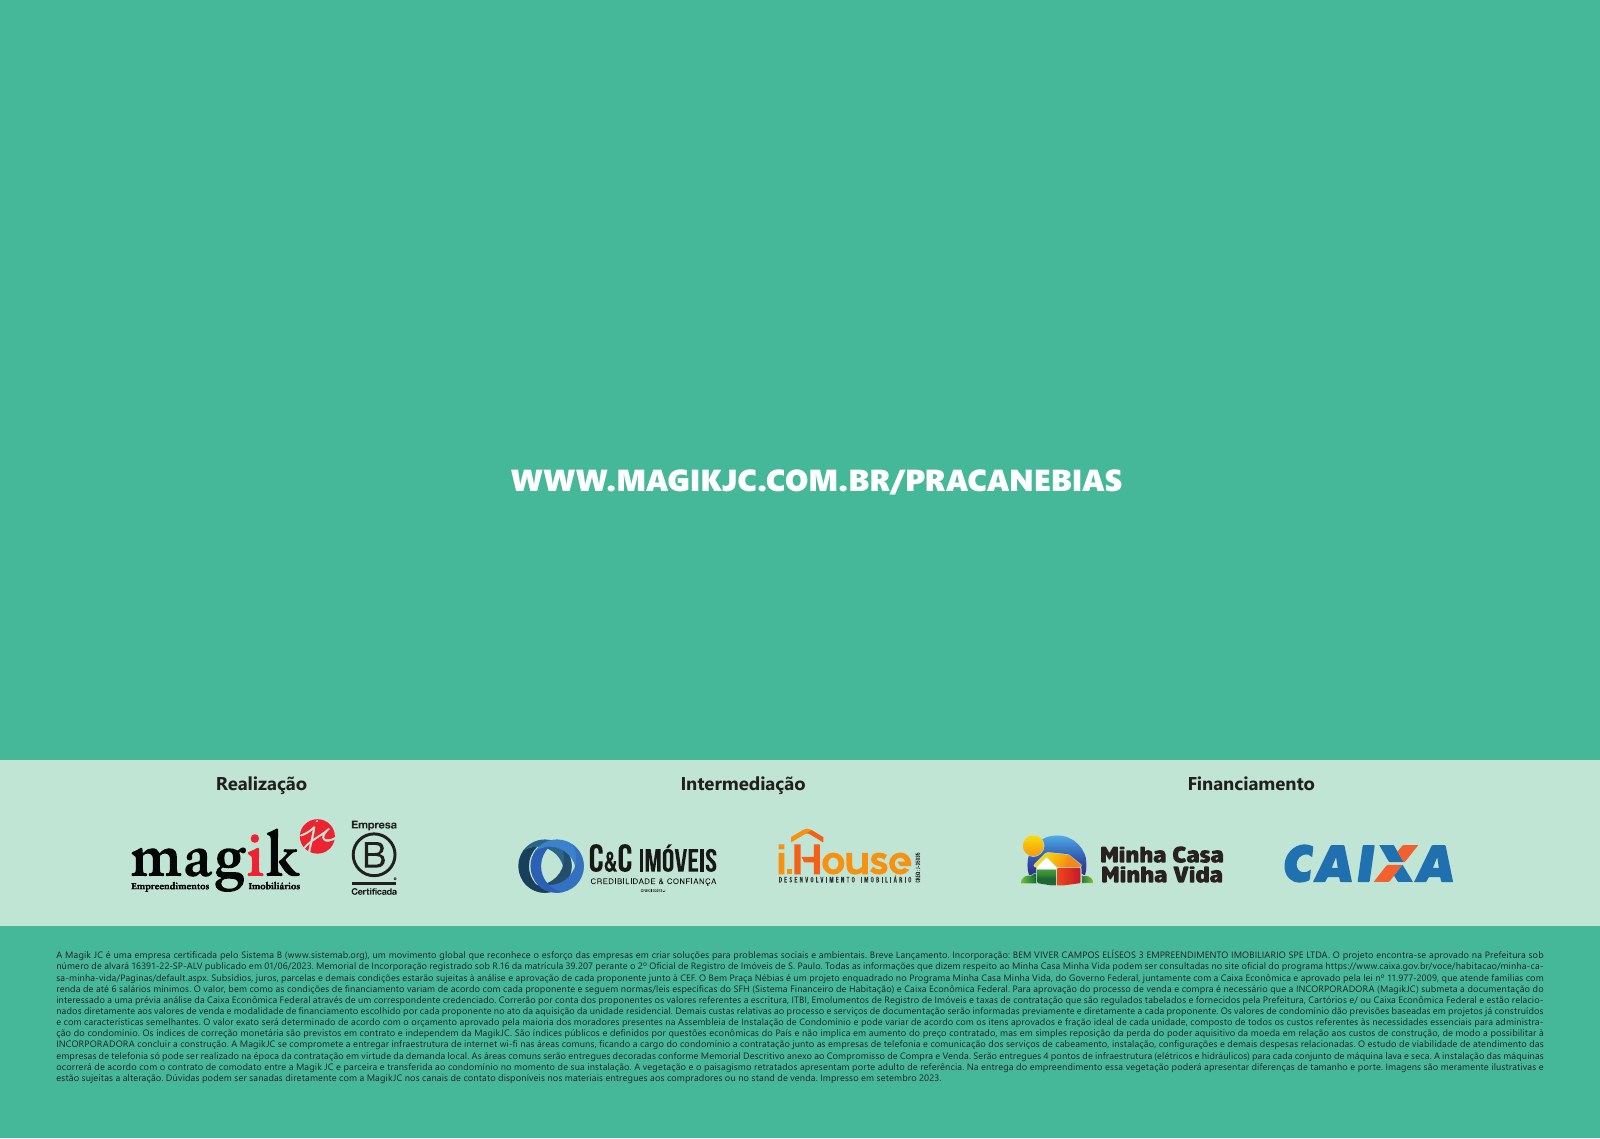 WWW.MAGIKJC.COM.BR/PRACANEBIAS
Realização
Intermediação
Financiamento
magik jc
Empreendimentos Imobiliários
Empresa
B
Certificada
C&C IMÓVEIS
CREDIBILIDADE & CONFIANÇA
i.House
DESENVOLVIMENTO IMOBILIÁRIO
Minha Casa
Minha Vida
CAIXA
A Magik JC é uma empresa certificada pelo Sistema B (www.sistemab.org), um movimento global que reconhece o esforço das empresas em criar soluções para problemas sociais e ambientais. Breve Lançamento. Incorporação: BEM VIVER CAMPOS ELÍSEOS 3 EMPREENDIMENTO IMOBILIARIO SPE LTDA. O projeto encontra-se aprovado na Prefeitura sob
número de alvará 16391-22-SP-ALV publicado em 01/06/2023. Memorial de Incorporação registrado sob R.16 da matrícula 39.207 perante o 2º Oficial de Registro de Imóveis de S. Paulo. Todas as informações que dizem respeito ao Minha Casa Minha Vida podem ser consultadas no site oficial do programa https://www.caixa.gov.br/voce/habitacao/minha-ca-
sa-minha-vida/Paginas/default.aspx. Subsídios, juros, parcelas e demais condições estarão sujeitas à análise e aprovação de cada proponente junto à CEF. O Bem Praça Nébias é um projeto enquadrado no Programa Minha Casa Minha Vida, do Governo Federal, juntamente com a Caixa Econômica e aprovado pela lei nº 11.977-2009, que atende famílias com
renda de até 6 salários mínimos. O valor, bem como as condições de financiamento variam de acordo com cada proponente e seguem normas/leis específicas do SFH (Sistema Financeiro de Habitação) e Caixa Econômica Federal. Para aprovação do processo de venda e compra é necessário que a INCORPORADORA (MagikJC) submeta a documentação do
interessado a uma prévia análise da Caixa Econômica Federal através de um correspondente credenciado. Correrão por conta dos proponentes os valores referentes a escritura, ITBI, Emolumentos de Registro de Imóveis e taxas de contratação que são regulados tabelados e fornecidos pela Prefeitura, Cartórios e/ ou Caixa Econômica Federal e estão relacio-
nados diretamente aos valores de venda e modalidade de financiamento escolhido por cada proponente no ato da aquisição da unidade residencial. Demais custas relativas ao processo e serviços de documentação serão informadas previamente e diretamente a cada proponente. Os valores de condomínio dão previsões baseadas em projetos já construídos
e com características semelhantes. O valor exato será determinado de acordo com o orçamento aprovado pela maioria dos moradores presentes na Assembleia de Instalação de Condomínio e pode variar de acordo com os itens aprovados e fração ideal de cada unidade, composto de todos os custos referentes às necessidades essenciais para administra-
ção do condomínio. Os índices de correção monetária são previstos em contrato e independem da MagikJC. São índices públicos e definidos por questões econômicas do País e não implica em aumento do preço contratado, mas em simples reposição da perda do poder aquisitivo da moeda em relação aos custos de construção, de modo a possibilitar à
INCORPORADORA concluir a construção. A MagikJC se compromete a entregar infraestrutura de internet wi-fi nas áreas comuns, ficando a cargo do condomínio a contratação junto as empresas de telefonia e comunicação dos serviços de cabeamento, instalação, configurações e demais despesas relacionadas. O estudo de viabilidade de atendimento das
empresas de telefonia só pode ser realizado na época da contratação em virtude da demanda local. As áreas comuns serão entregues decoradas conforme Memorial Descritivo anexo ao Compromisso de Compra e Venda. Serão entregues 4 pontos de infraestrutura (elétricos e hidráulicos) para cada conjunto de máquina lava e seca. A instalação das máquinas
ocorrerá de acordo com o contrato de comodato entre a Magik JC e parceira e transferida ao condomínio no momento de sua instalação. A vegetação e o paisagismo retratados apresentam porte adulto de referência. Na entrega do empreendimento essa vegetação poderá apresentar diferenças de tamanho e porte. Imagens são meramente ilustrativas e
estão sujeitas a alteração. Dúvidas podem ser sanadas diretamente com a MagikJC nos canais de contato disponíveis nos materiais entregues aos compradores ou no stand de venda. Impresso em setembro 2023.